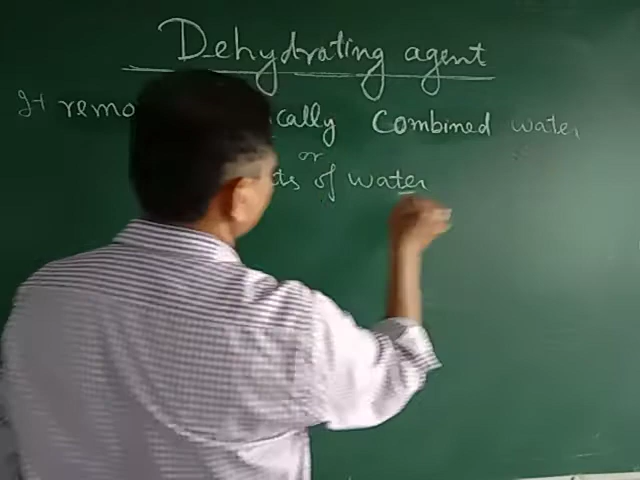 Dehydrating agent
It remo cally combined water
or
ts of water